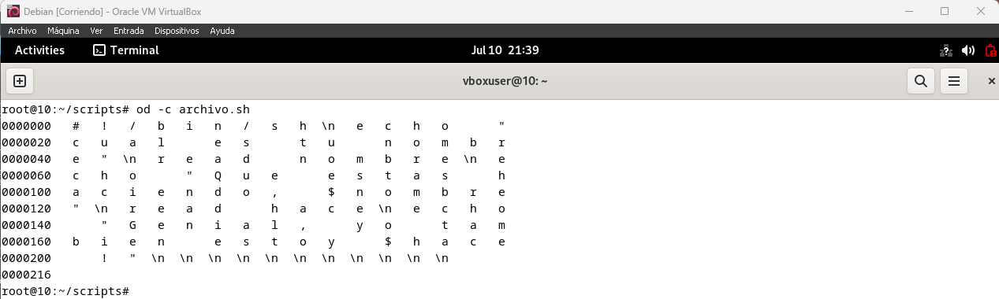 Debian [Corriendo] - Oracle VM VirtualBox
Archivo Máquina Ver Entrada Dispositivos Ayuda
Activities Terminal Jul 10 21:39
vboxuser@10: ~
root@10:~/scripts# od -c archivo.sh
0000000   #   !   /   b   i   n   /   s   h  \n   e   c   h   o       "
0000020   c   u   a   l       e   s       t   u       n   o   m   b   r
0000040   e   "  \n   r   e   a   d       n   o   m   b   r   e  \n   e
0000060   c   h   o       "   Q   u   e       e   s   t   a   s       h
0000100   a   c   i   e   n   d   o   ,       $   n   o   m   b   r   e
0000120   "  \n   r   e   a   d       h   a   c   e  \n   e   c   h   o
0000140       "   G   e   n   i   a   l   ,       y   o       t   a   m
0000160   b   i   e   n       e   s   t   o   y       $   h   a   c   e
0000200       !   "  \n  \n  \n  \n  \n  \n  \n  \n  \n  \n  \n
0000216
root@10:~/scripts#